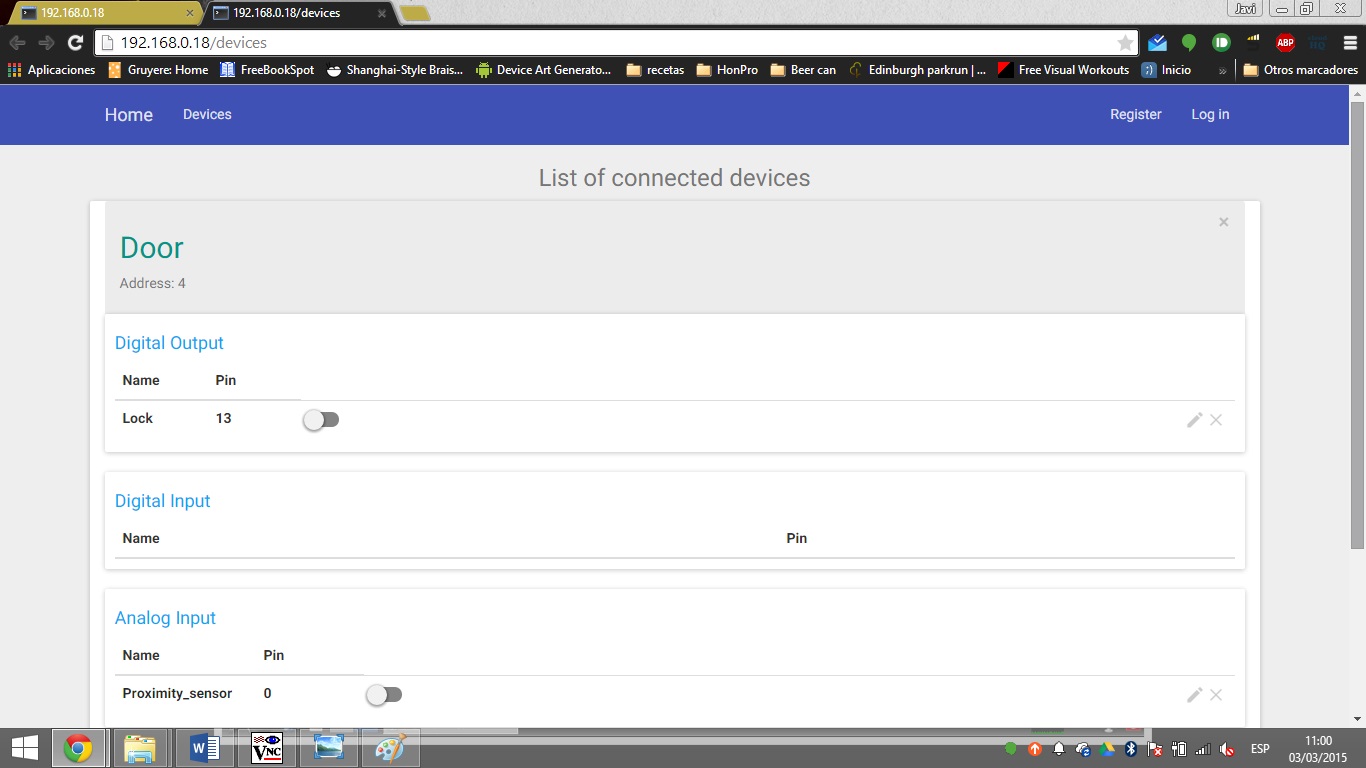 192.168.0.18 192.168.0.18/devices Javi
192.168.0.18/devices ABP
Aplicaciones Gruyere: Home FreeBookSpot Shanghai-Style Brais... Device Art Generato... recetas HonPro Beer can Edinburgh parkrun | ... Free Visual Workouts ;) Inicio » Otros marcadores
Home Devices Register Log in
List of connected devices
Door
Address: 4
Digital Output
Name Pin
Lock 13
Digital Input
Name Pin
Analog Input
Name Pin
Proximity_sensor 0
VNC ESP 11:00
03/03/2015